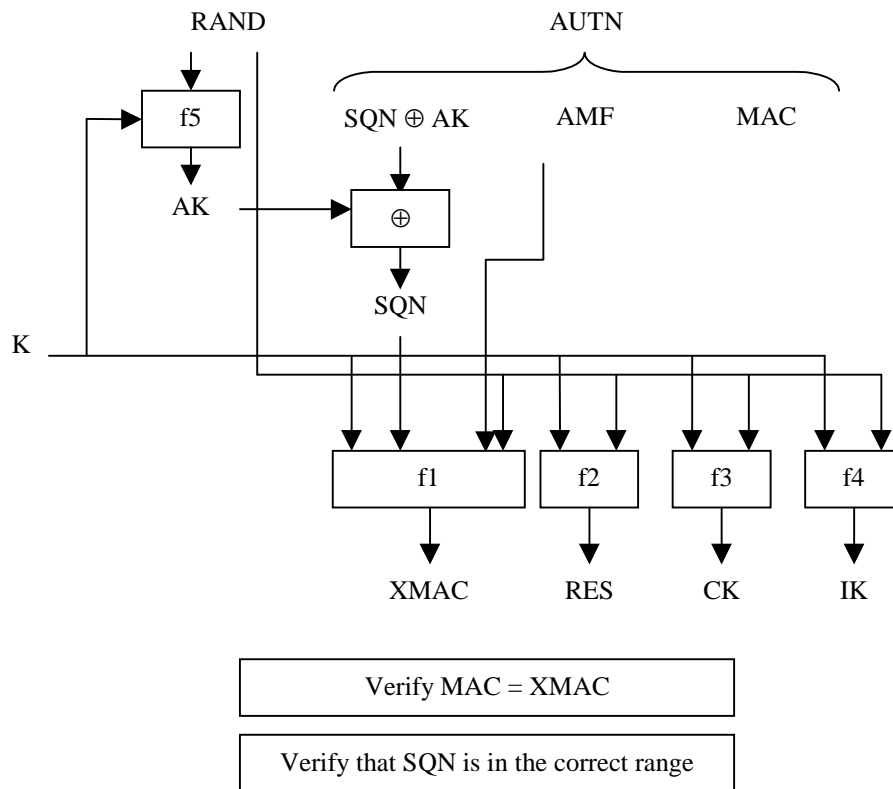 RAND AUTN
f5 SQN ⊕ AK AMF MAC
AK ⊕
SQN
K
f1 f2 f3 f4
XMAC RES CK IK
Verify MAC = XMAC
Verify that SQN is in the correct range